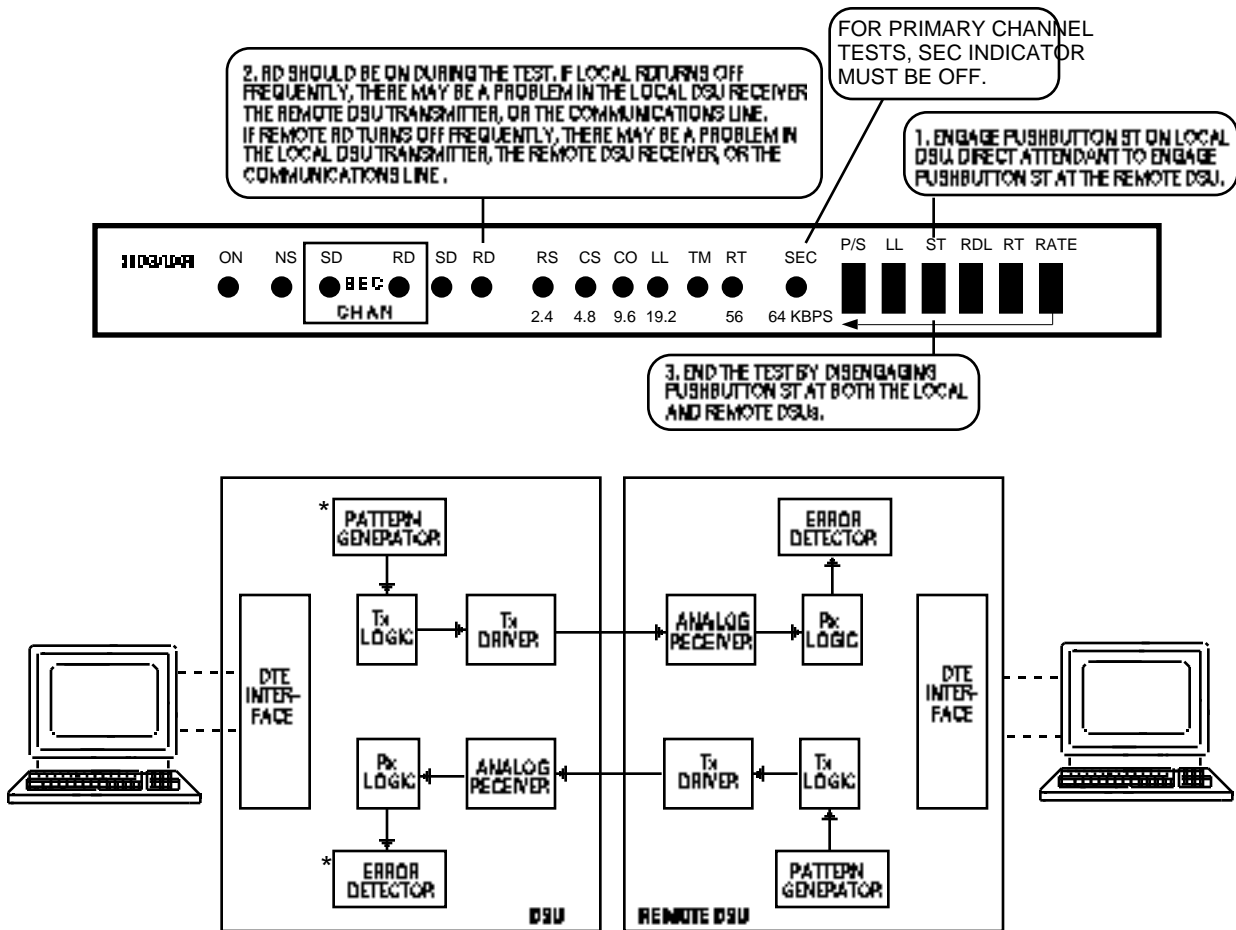 FOR PRIMARY CHANNEL
TESTS, SEC INDICATOR
MUST BE OFF.
2. RD SHOULD BE ON DURING THE TEST. IF LOCAL RDTURNS OFF
FREQUENTLY, THERE MAY BE A PROBLEM IN THE LOCAL DSU RECEIVER
THE REMOTE DSU TRANSMITTER, OR THE COMMUNICATIONS LINE.
IF REMOTE RD TURNS OFF FREQUENTLY, THERE MAY BE A PROBLEM IN
THE LOCAL DSU TRANSMITTER, THE REMOTE DSU RECEIVER, OR THE
COMMUNICATIONS LINE.
1. ENGAGE PUSHBUTTON ST ON LOCAL
DSU. DIRECT ATTENDANT TO ENGAGE
PUSHBUTTON ST AT THE REMOTE DSU.
ON NS SD RD SD RD RS CS CO LL TM RT SEC P/S LL ST RDL RT RATE
SEC
CHAN
2.4 4.8 9.6 19.2 56 64 KBPS
3. END THE TEST BY DISENGAGING
PUSHBUTTON ST AT BOTH THE LOCAL
AND REMOTE DSUs.
* PATTERN
GENERATOR
ERROR
DETECTOR
Tx
LOGIC
Tx
DRIVER
ANALOG
RECEIVER
Rx
LOGIC
DTE
INTER-
FACE
DTE
INTER-
FACE
Rx
LOGIC
ANALOG
RECEIVER
Tx
DRIVER
Tx
LOGIC
* ERROR
DETECTOR
PATTERN
GENERATOR
DSU
REMOTE DSU